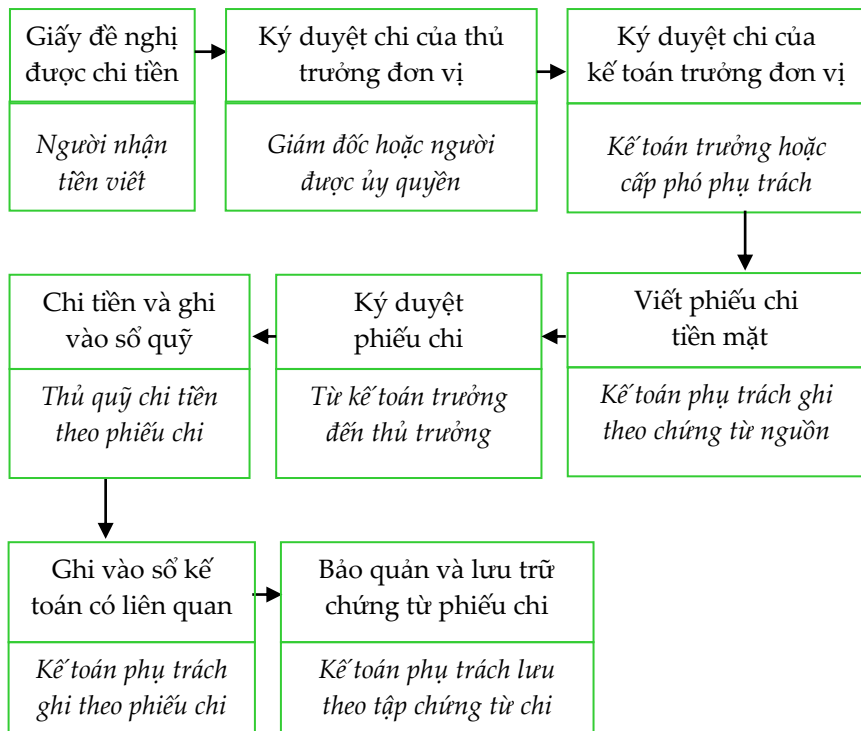 Giấy đề nghị
được chi tiền
Người nhận
tiền viết
Ký duyệt chi của thủ
trưởng đơn vị
Giám đốc hoặc người
được ủy quyền
Ký duyệt chi của
kế toán trưởng đơn vị
Kế toán trưởng hoặc
cấp phó phụ trách
Viết phiếu chi
tiền mặt
Kế toán phụ trách ghi
theo chứng từ nguồn
Ký duyệt
phiếu chi
Từ kế toán trưởng
đến thủ trưởng
Chi tiền và ghi
vào sổ quỹ
Thủ quỹ chi tiền
theo phiếu chi
Ghi vào sổ kế
toán có liên quan
Kế toán phụ trách
ghi theo phiếu chi
Bảo quản và lưu trữ
chứng từ phiếu chi
Kế toán phụ trách lưu
theo tập chứng từ chi